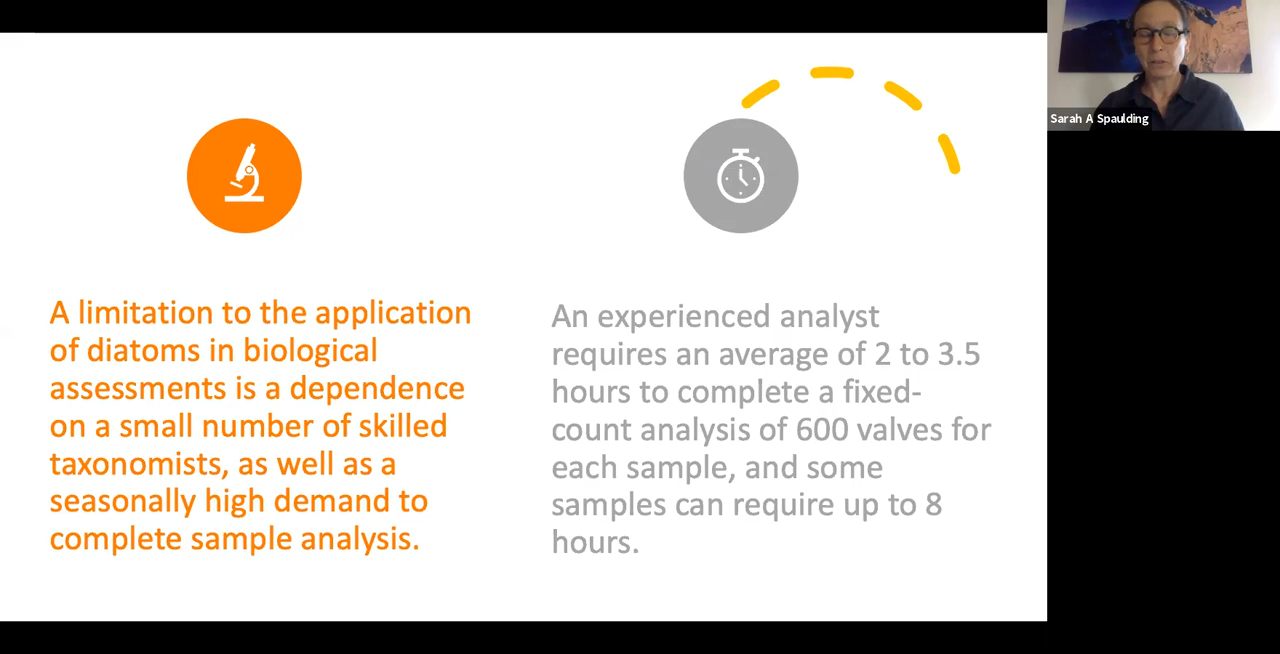 A limitation to the application
of diatoms in biological
assessments is a dependence
on a small number of skilled
taxonomists, as well as a
seasonally high demand to
complete sample analysis.
An experienced analyst
requires an average of 2 to 3.5
hours to complete a fixed-
count analysis of 600 valves for
each sample, and some
samples can require up to 8
hours.
Sarah A Spaulding